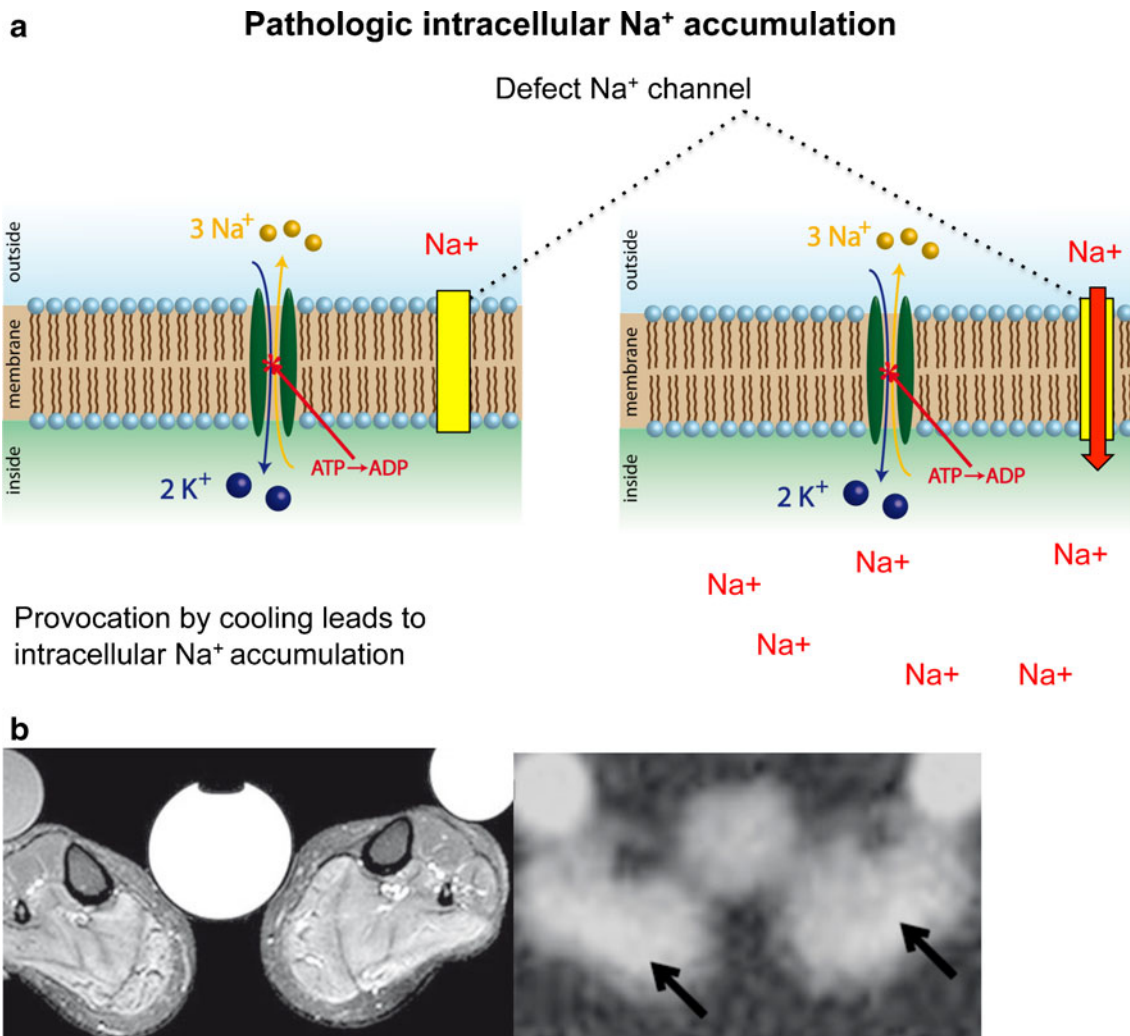 a
Pathologic intracellular Na⁺ accumulation
Defect Na⁺ channel
outside
membrane
inside
3 Na⁺
Na+
ATP→ADP
2 K⁺
outside
membrane
inside
3 Na⁺
Na+
ATP→ADP
2 K⁺
Na+
Na+
Na+
Na+
Na+
Na+
Provocation by cooling leads to
intracellular Na⁺ accumulation
b